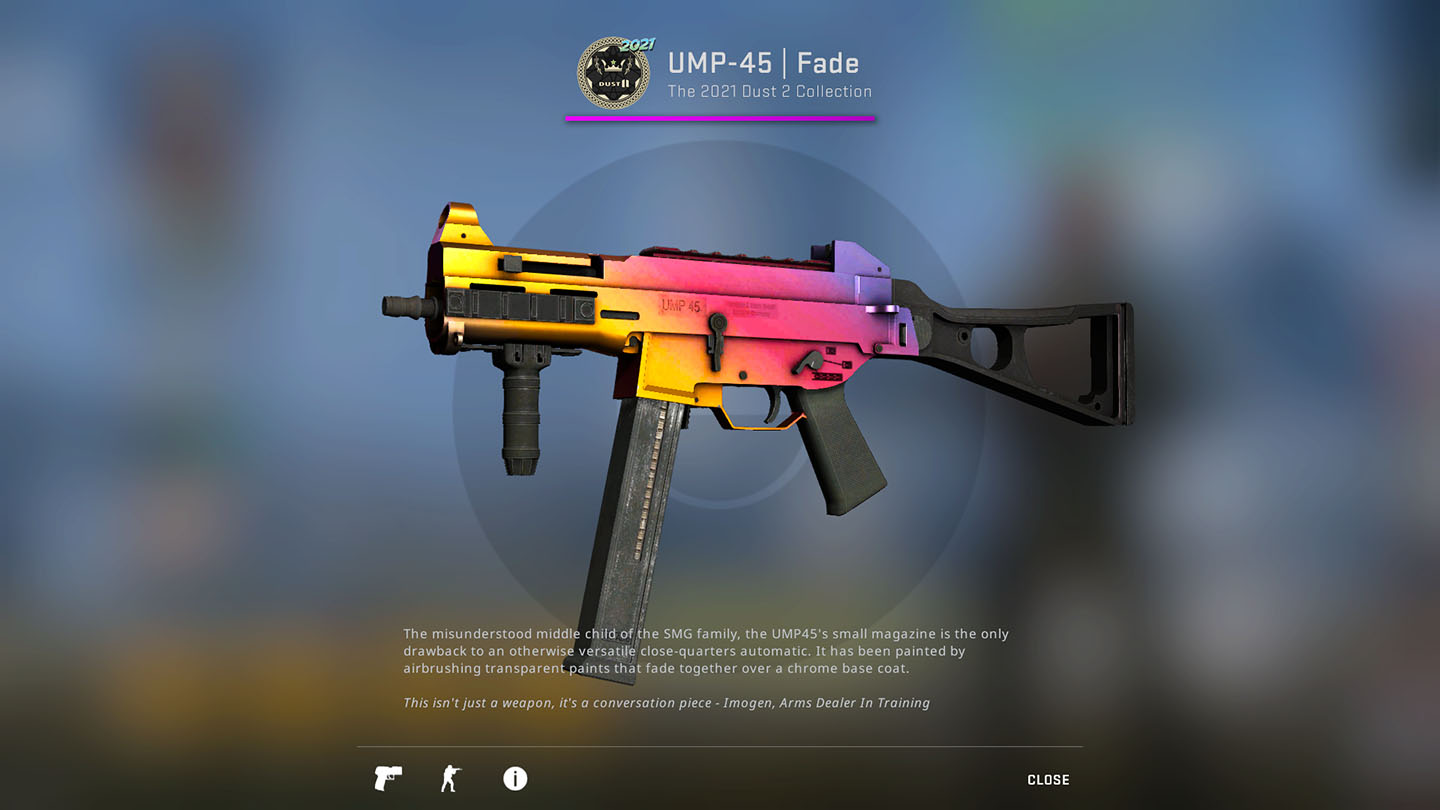 2021
DUST II
UMP-45 | Fade
The 2021 Dust 2 Collection
UMP 45
The misunderstood middle child of the SMG family, the UMP45's small magazine is the only
drawback to an otherwise versatile close-quarters automatic. It has been painted by
airbrushing transparent paints that fade together over a chrome base coat.
This isn't just a weapon, it's a conversation piece - Imogen, Arms Dealer In Training
CLOSE